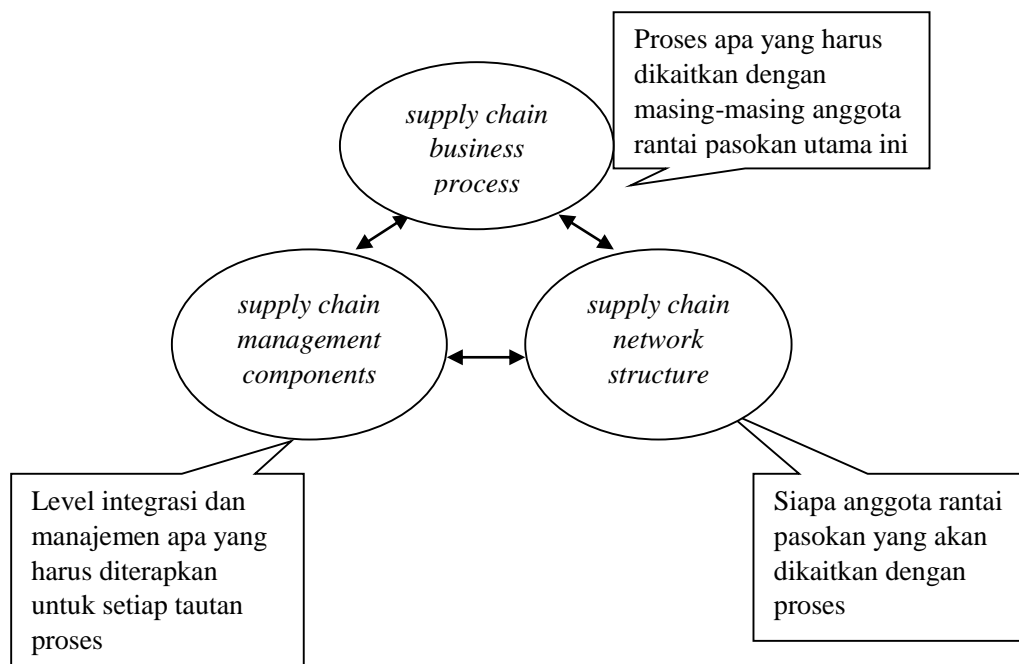 Proses apa yang harus
dikaitkan dengan
masing-masing anggota
rantai pasokan utama ini
supply chain
business
process
supply chain
management
components
supply chain
network
structure
Level integrasi dan
manajemen apa yang
harus diterapkan
untuk setiap tautan
proses
Siapa anggota rantai
pasokan yang akan
dikaitkan dengan
proses